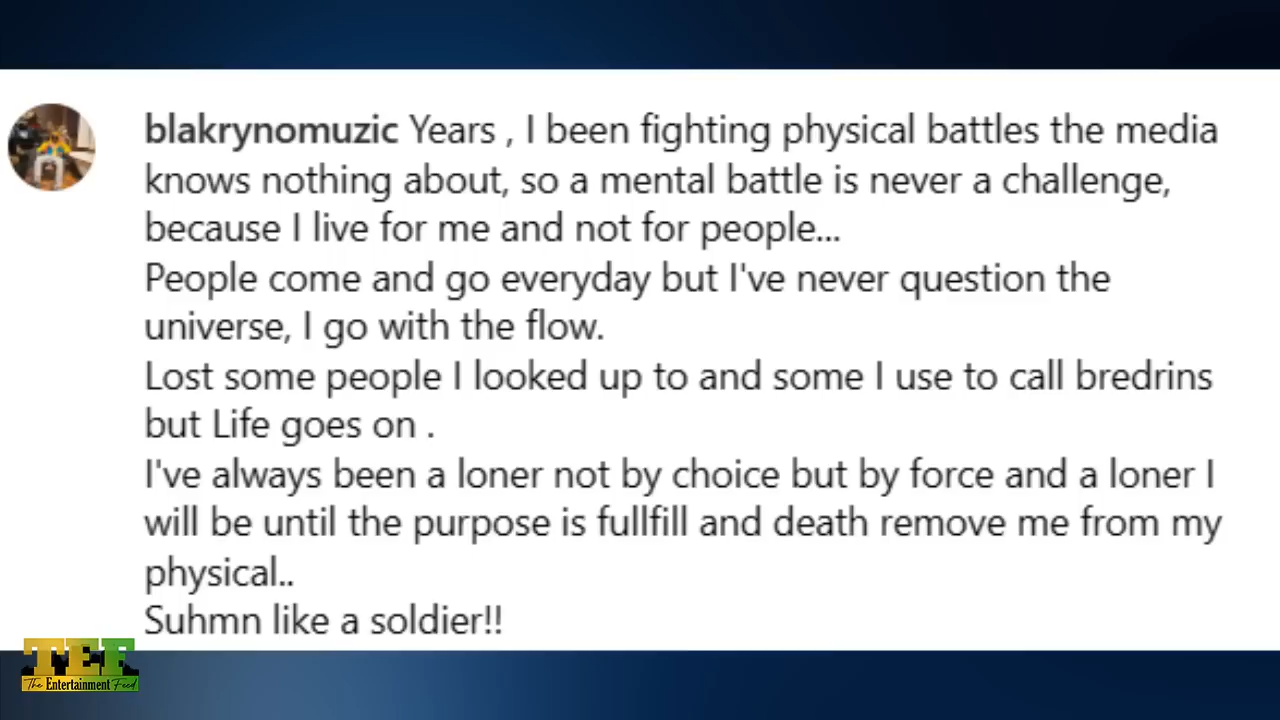 blakrynomuzic Years , I been fighting physical battles the media
knows nothing about, so a mental battle is never a challenge,
because I live for me and not for people...
People come and go everyday but I've never question the
universe, I go with the flow.
Lost some people I looked up to and some I use to call bredrins
but Life goes on .
I've always been a loner not by choice but by force and a loner I
will be until the purpose is fullfill and death remove me from my
physical..
Suhmn like a soldier!!
TEF
The Entertainment Feed